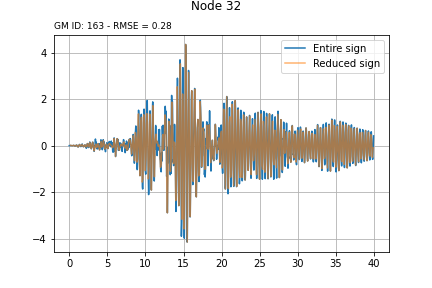 Node 32
GM ID: 163 - RMSE = 0.28
Entire sign
Reduced sign
4
2
0
−2
−4
0 5 10 15 20 25 30 35 40